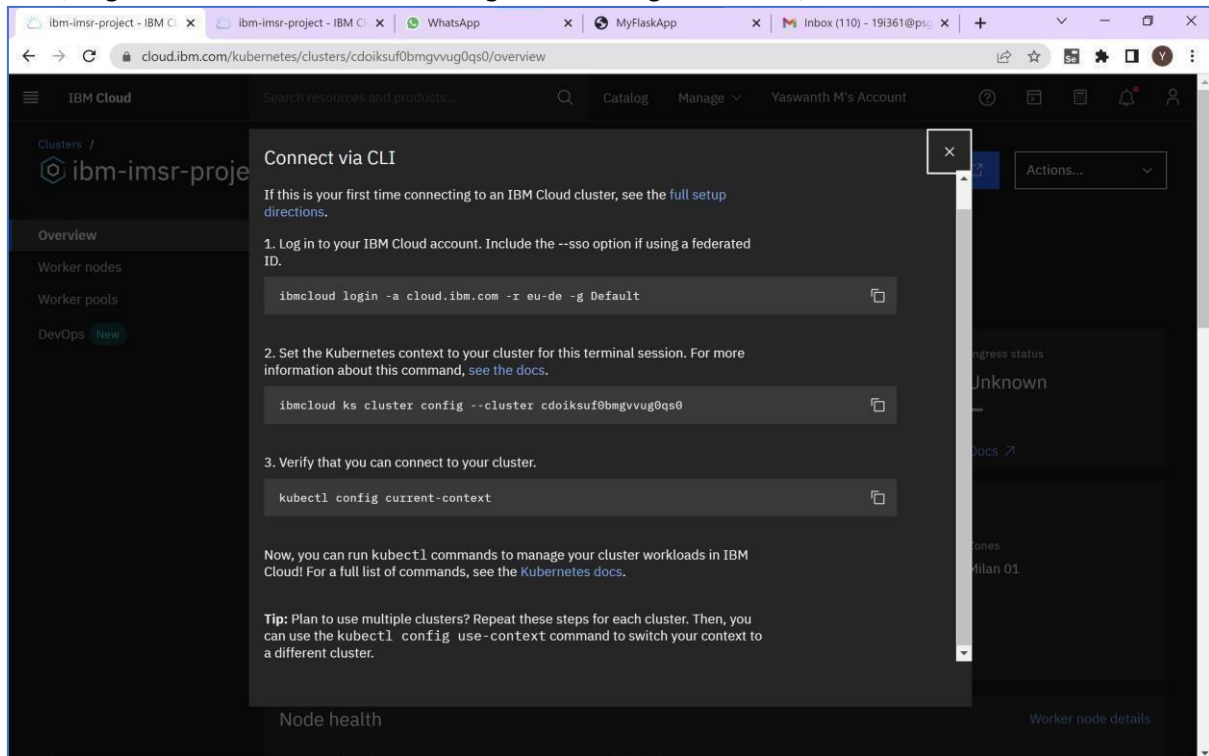 ibm-imsr-project - IBM Cl
ibm-imsr-project - IBM Cl
WhatsApp
MyFlaskApp
Inbox (110) - 19i361@psg
cloud.ibm.com/kubernetes/clusters/cdoiksuf0bmgvvug0qs0/overview
Se
Y
IBM Cloud
Search resources and products...
Catalog
Manage
Yaswanth M's Account
Clusters /
ibm-imsr-proje
Actions...
Overview
Worker nodes
Worker pools
DevOps New
Connect via CLI
If this is your first time connecting to an IBM Cloud cluster, see the full setup
directions.
1. Log in to your IBM Cloud account. Include the --sso option if using a federated
ID.
ibmcloud login -a cloud.ibm.com -r eu-de -g Default
2. Set the Kubernetes context to your cluster for this terminal session. For more
information about this command, see the docs.
ibmcloud ks cluster config --cluster cdoiksuf0bmgvvug0qs0
3. Verify that you can connect to your cluster.
kubectl config current-context
Now, you can run kubectl commands to manage your cluster workloads in IBM
Cloud! For a full list of commands, see the Kubernetes docs.
Tip: Plan to use multiple clusters? Repeat these steps for each cluster. Then, you
can use the kubectl config use-context command to switch your context to
a different cluster.
ngress status
Unknown
Docs
Zones
Milan 01
Node health
Worker node details